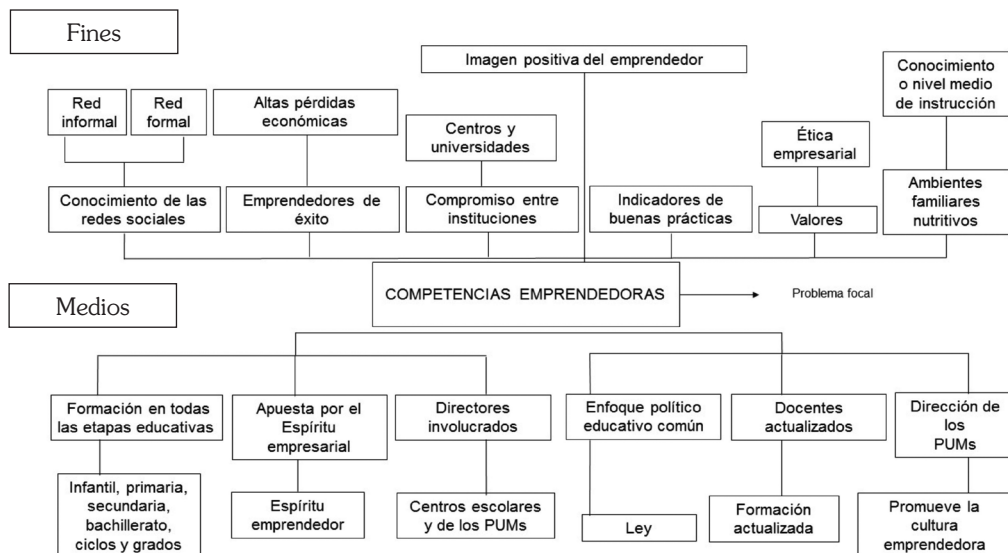 Fines
Imagen positiva del emprendedor
Conocimiento
o nivel medio
de instrucción
Red
informal
Red
formal
Altas pérdidas
económicas
Centros y
universidades
Ética
empresarial
Conocimiento de las
redes sociales
Emprendedores de
éxito
Compromiso entre
instituciones
Indicadores de
buenas prácticas
Valores
Ambientes
familiares
nutritivos
COMPETENCIAS EMPRENDEDORAS
Problema focal
Medios
Formación en todas
las etapas educativas
Apuesta por el
Espíritu
empresarial
Directores
involucrados
Enfoque político
educativo común
Docentes
actualizados
Dirección de
los
PUMs
Infantil, primaria,
secundaria,
bachillerato,
ciclos y grados
Espíritu
emprendedor
Centros escolares
y de los PUMs
Ley
Formación
actualizada
Promueve la
cultura
emprendedora